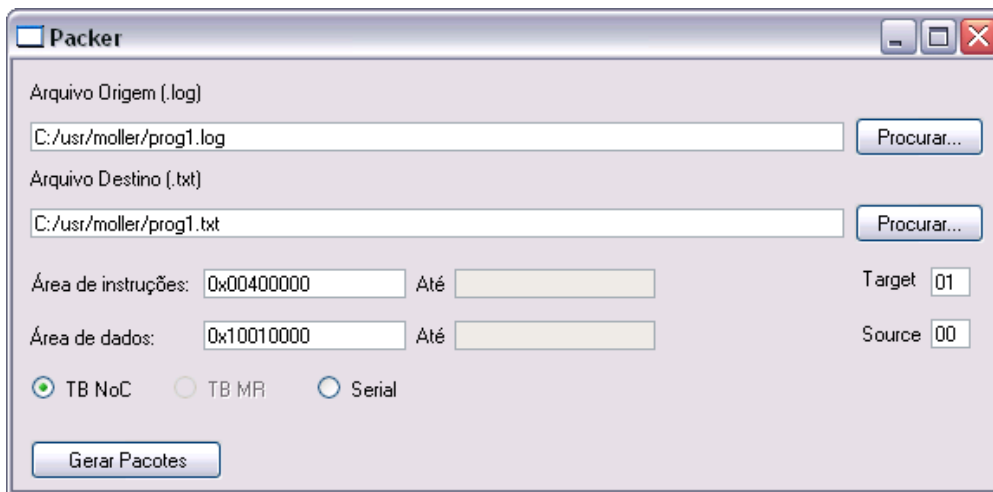 Packer
Arquivo Origem (.log)
C:/usr/moller/prog1.log Procurar...
Arquivo Destino (.txt)
C:/usr/moller/prog1.txt Procurar...
Área de instruções: 0x00400000 Até Target 01
Área de dados: 0x10010000 Até Source 00
TB NoC TB MR Serial
Gerar Pacotes